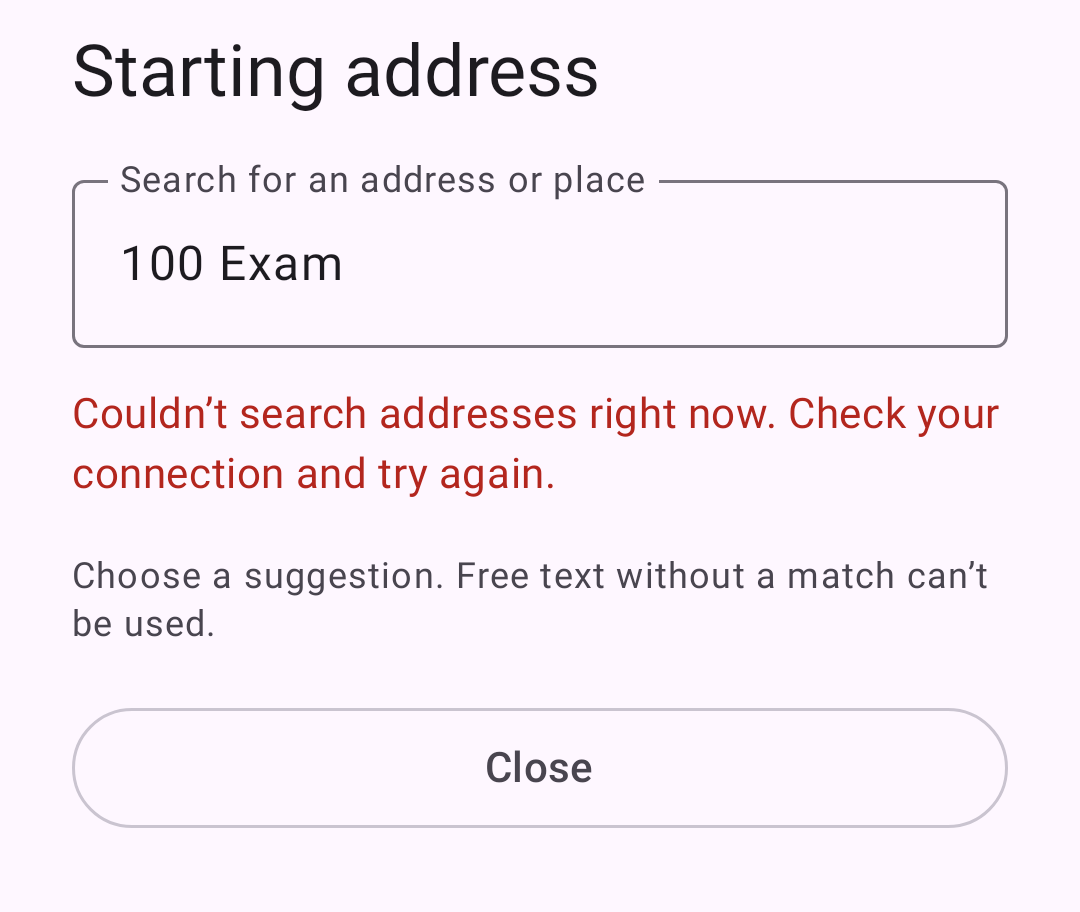 Starting address
Search for an address or place
100 Exam
Couldn’t search addresses right now. Check your
connection and try again.
Choose a suggestion. Free text without a match can’t
be used.
Close